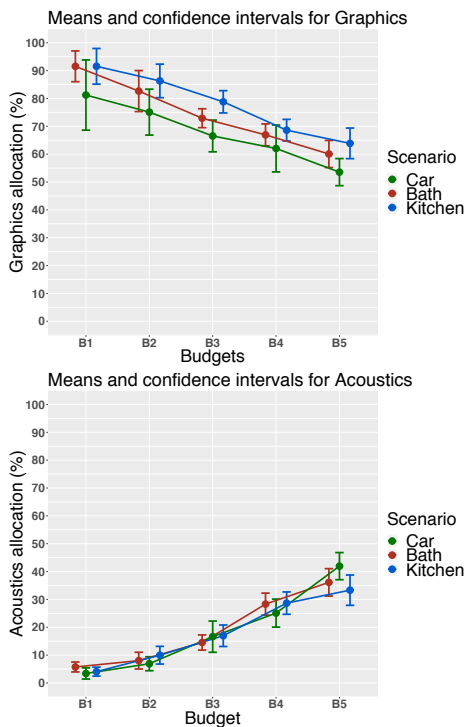 Means and confidence intervals for Graphics
Graphics allocation (%)
100
90
80
70
60
50
40
30
20
10
0
B1 B2 B3 B4 B5
Budgets
Scenario
Car
Bath
Kitchen
Means and confidence intervals for Acoustics
Acoustics allocation (%)
100
90
80
70
60
50
40
30
20
10
0
B1 B2 B3 B4 B5
Budget
Scenario
Car
Bath
Kitchen